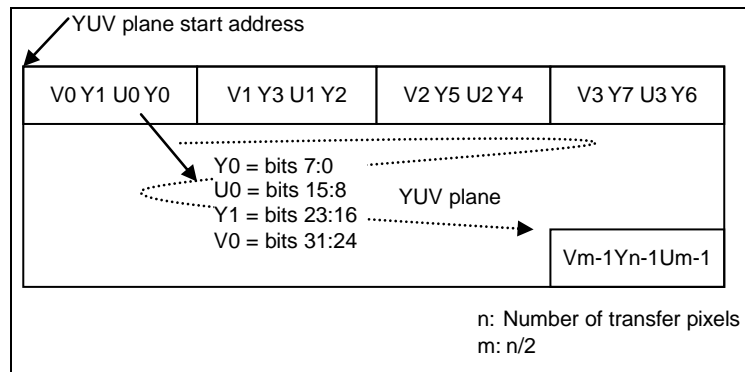 YUV plane start address
V0 Y1 U0 Y0 V1 Y3 U1 Y2 V2 Y5 U2 Y4 V3 Y7 U3 Y6
Y0 = bits 7:0
U0 = bits 15:8
Y1 = bits 23:16
V0 = bits 31:24
YUV plane
Vm-1Yn-1Um-1
n: Number of transfer pixels
m: n/2